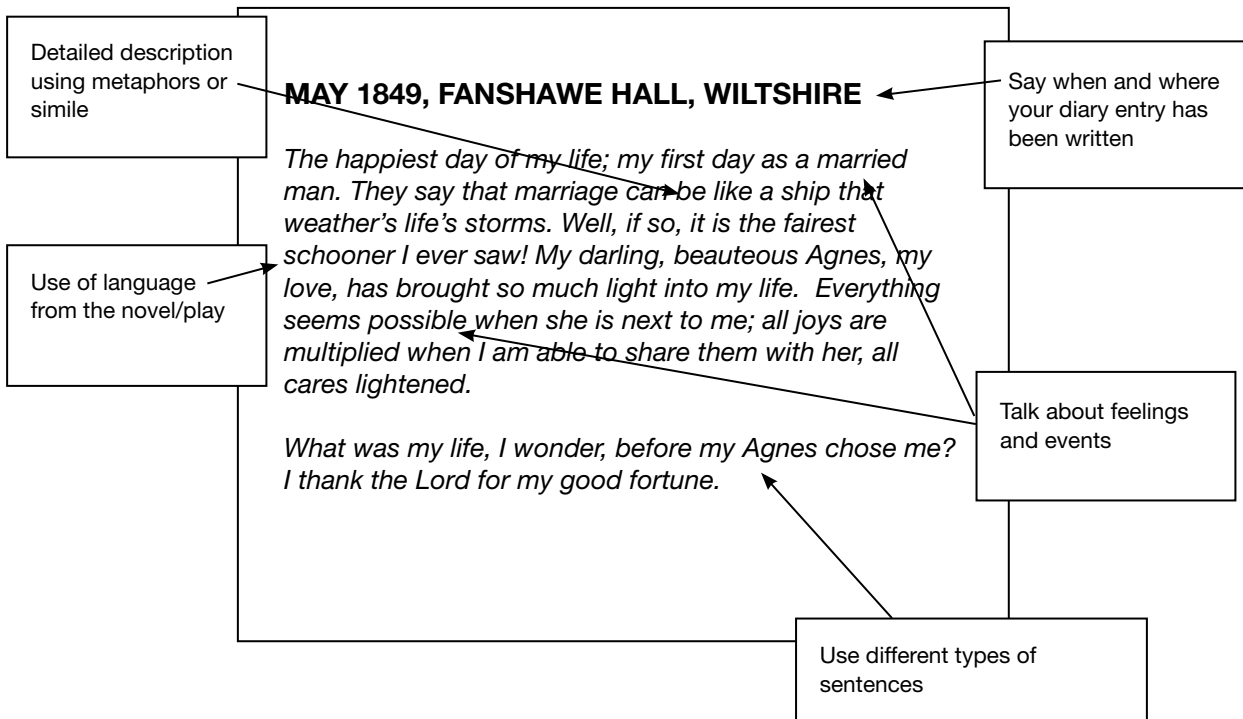 Detailed description
using metaphors or
simile
MAY 1849, FANSHAWE HALL, WILTSHIRE
Say when and where
your diary entry has
been written
The happiest day of my life; my first day as a married
man. They say that marriage can be like a ship that
weather’s life’s storms. Well, if so, it is the fairest
schooner I ever saw! My darling, beauteous Agnes, my
love, has brought so much light into my life.  Everything
seems possible when she is next to me; all joys are
multiplied when I am able to share them with her, all
cares lightened.
Use of language
from the novel/play
Talk about feelings
and events
What was my life, I wonder, before my Agnes chose me?
I thank the Lord for my good fortune.
Use different types of
sentences